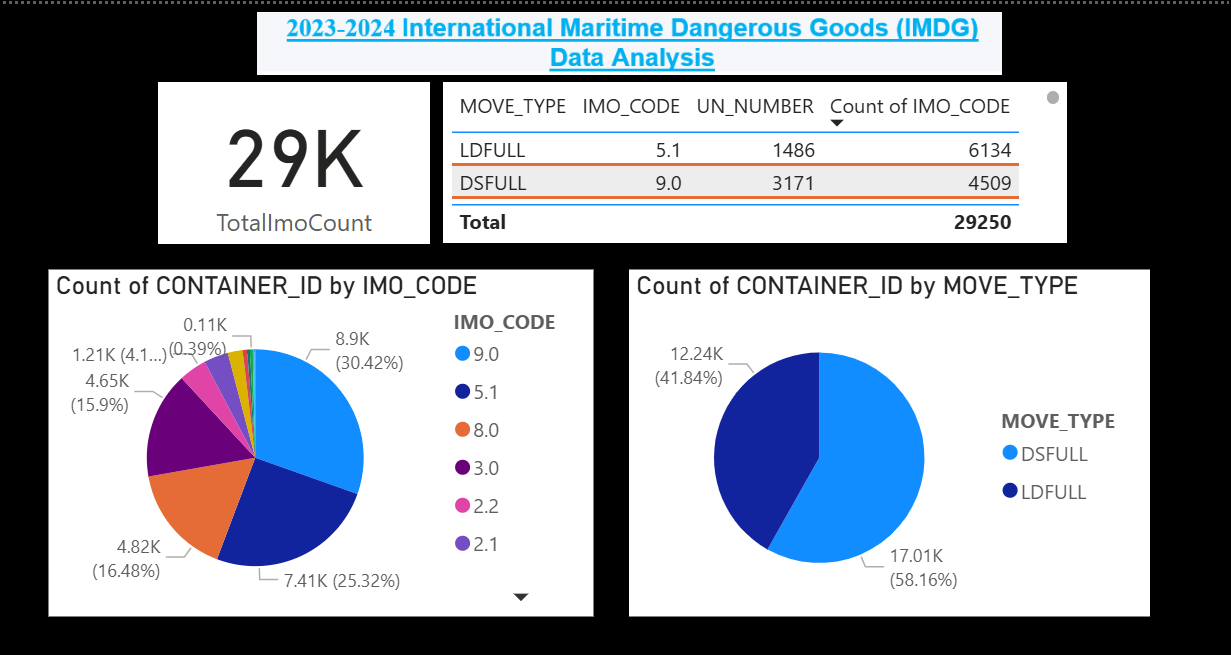 2023-2024 International Maritime Dangerous Goods (IMDG)
Data Analysis
29K
TotalImoCount
MOVE_TYPE IMO_CODE UN_NUMBER Count of IMO_CODE
LDFULL 5.1 1486 6134
DSFULL 9.0 3171 4509
Total 29250
Count of CONTAINER_ID by IMO_CODE
0.11K
(0.39%)
8.9K
(30.42%)
1.21K (4.1...)
4.65K
(15.9%)
4.82K
(16.48%)
7.41K (25.32%)
IMO_CODE
9.0
5.1
8.0
3.0
2.2
2.1
Count of CONTAINER_ID by MOVE_TYPE
12.24K
(41.84%)
17.01K
(58.16%)
MOVE_TYPE
DSFULL
LDFULL